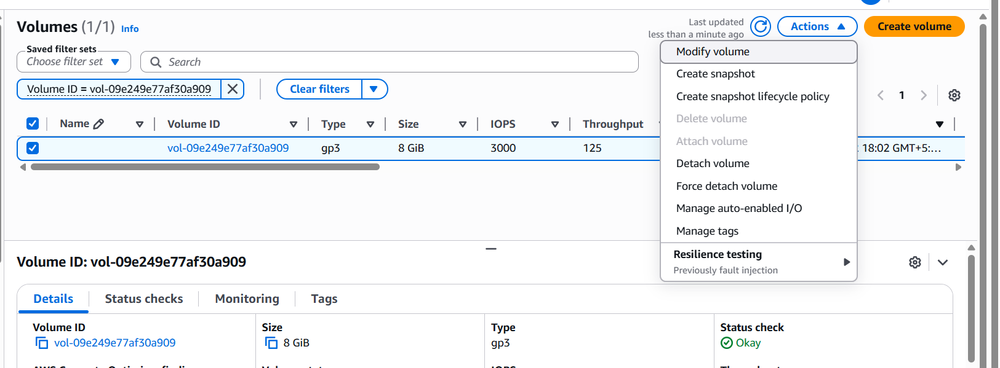 Volumes (1/1) Info
Last updated
less than a minute ago
Actions
Create volume
Saved filter sets
Choose filter set
Search
Volume ID = vol-09e249e77af30a909
Clear filters
1
Name
Volume ID
Type
Size
IOPS
Throughput
vol-09e249e77af30a909
gp3
8 GiB
3000
125
18:02 GMT+5:...
Modify volume
Create snapshot
Create snapshot lifecycle policy
Delete volume
Attach volume
Detach volume
Force detach volume
Manage auto-enabled I/O
Manage tags
Resilience testing
Previously fault injection
Volume ID: vol-09e249e77af30a909
Details
Status checks
Monitoring
Tags
Volume ID
vol-09e249e77af30a909
Size
8 GiB
Type
gp3
Status check
Okay